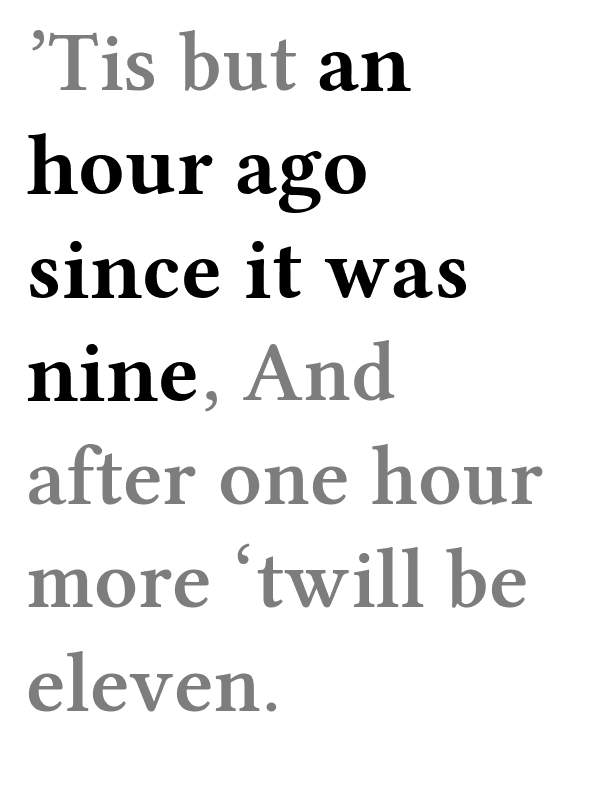 ’Tis but an
hour ago
since it was
nine, And
after one hour
more ‘twill be
eleven.